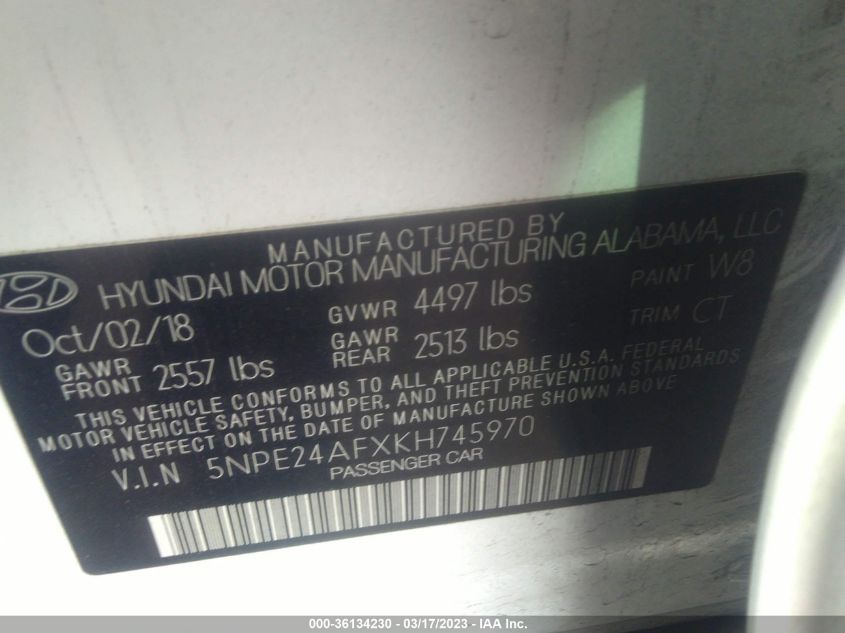 MANUFACTURED BY
HYUNDAI MOTOR MANUFACTURING ALABAMA, LLC
Oct/02/18 GVWR 4497 lbs PAINT W8
GAWR FRONT 2557 lbs GAWR REAR 2513 lbs TRIM CT
THIS VEHICLE CONFORMS TO ALL APPLICABLE U.S.A. FEDERAL
MOTOR VEHICLE SAFETY, BUMPER, AND THEFT PREVENTION STANDARDS
IN EFFECT ON THE DATE OF MANUFACTURE SHOWN ABOVE
V.I.N 5NPE24AFXKH745970
PASSENGER CAR
000-36134230 - 03/17/2023 - IAA Inc.